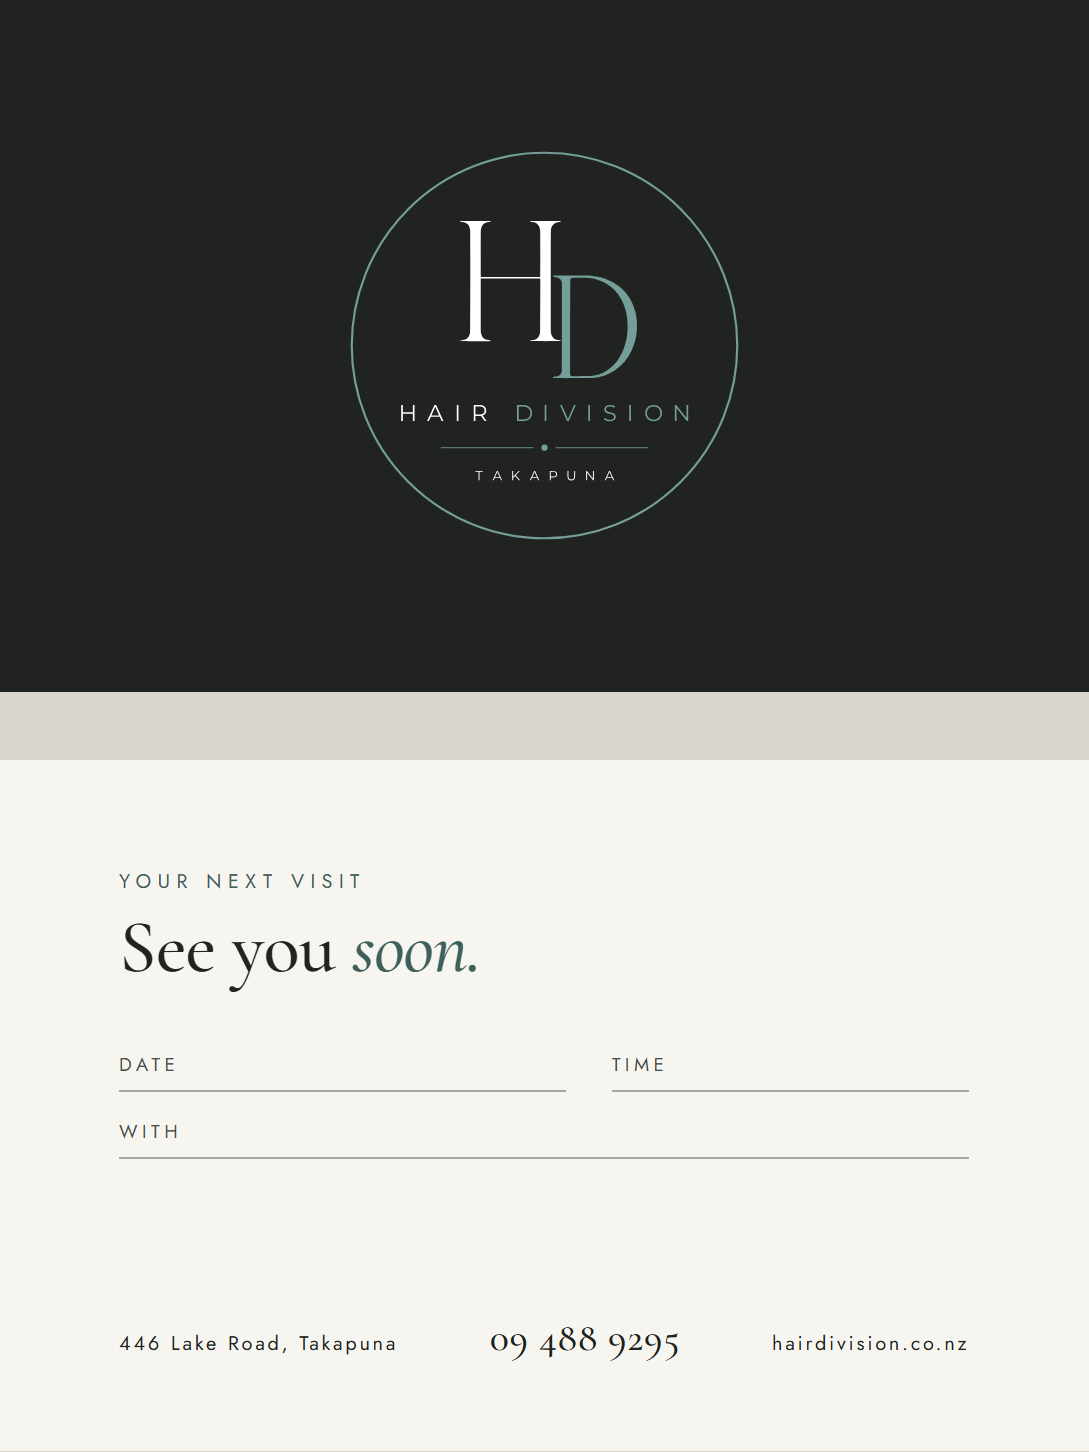 HD
HAIR DIVISION
TAKAPUNA
YOUR NEXT VISIT
See you soon.
DATE TIME
WITH
446 Lake Road, Takapuna 09 488 9295 hairdivision.co.nz